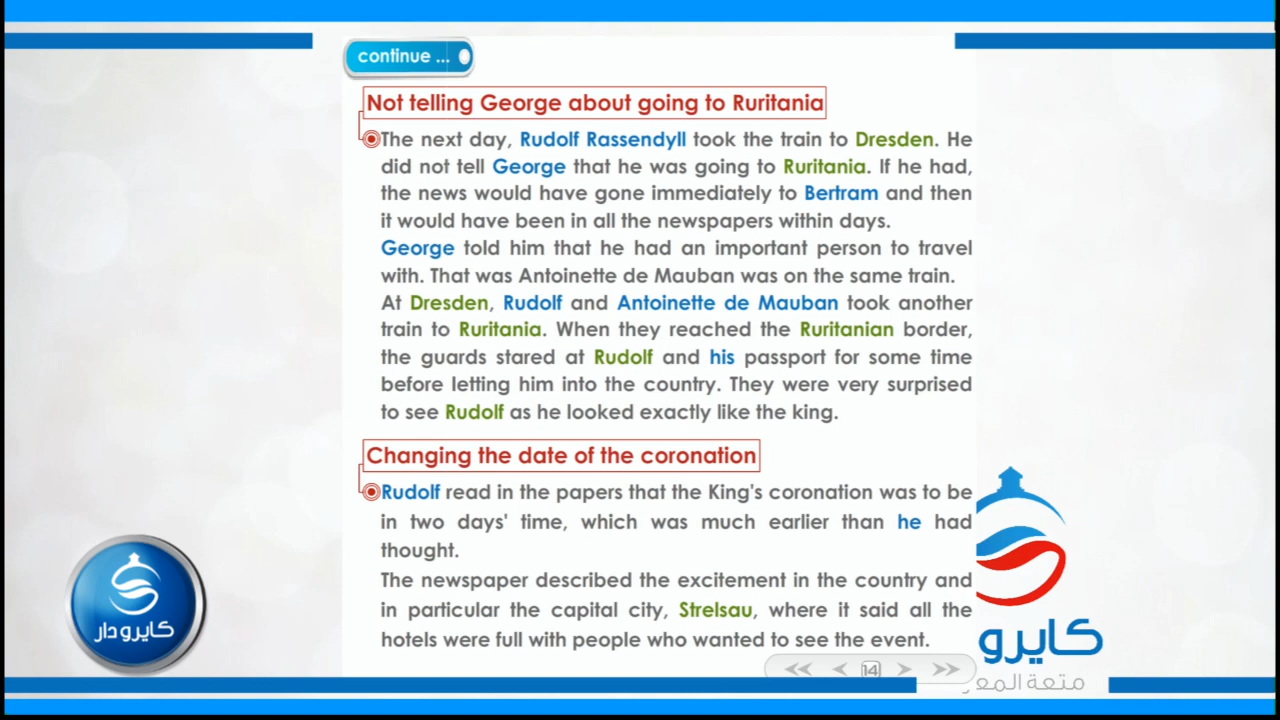 continue ...
Not telling George about going to Ruritania
The next day, Rudolf Rassendyll took the train to Dresden. He
did not tell George that he was going to Ruritania. If he had,
the news would have gone immediately to Bertram and then
it would have been in all the newspapers within days.
George told him that he had an important person to travel
with. That was Antoinette de Mauban was on the same train.
At Dresden, Rudolf and Antoinette de Mauban took another
train to Ruritania. When they reached the Ruritanian border,
the guards stared at Rudolf and his passport for some time
before letting him into the country. They were very surprised
to see Rudolf as he looked exactly like the king.
Changing the date of the coronation
Rudolf read in the papers that the King's coronation was to be
in two days' time, which was much earlier than he had
thought.
The newspaper described the excitement in the country and
in particular the capital city, Strelsau, where it said all the
hotels were full with people who wanted to see the event.
14
كايرودار
كايرو
متعة